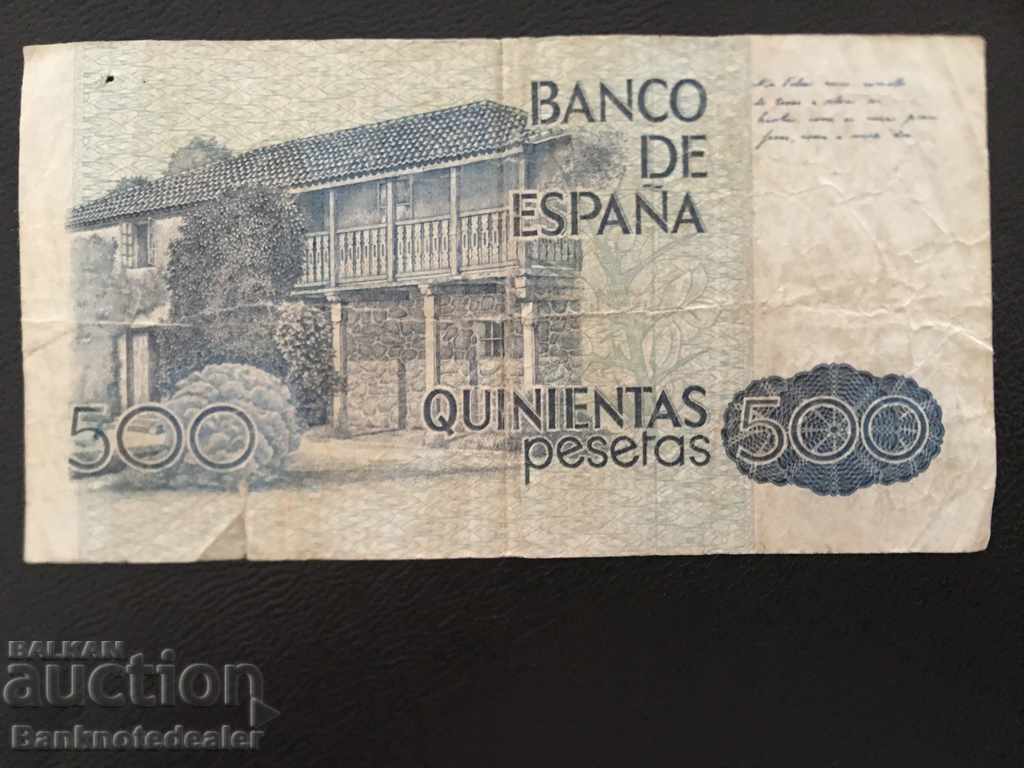 BANCO
DE
ESPAÑA
500
QUINIENTAS
pesetas
500
BALKAN
auction
Banknotedealer